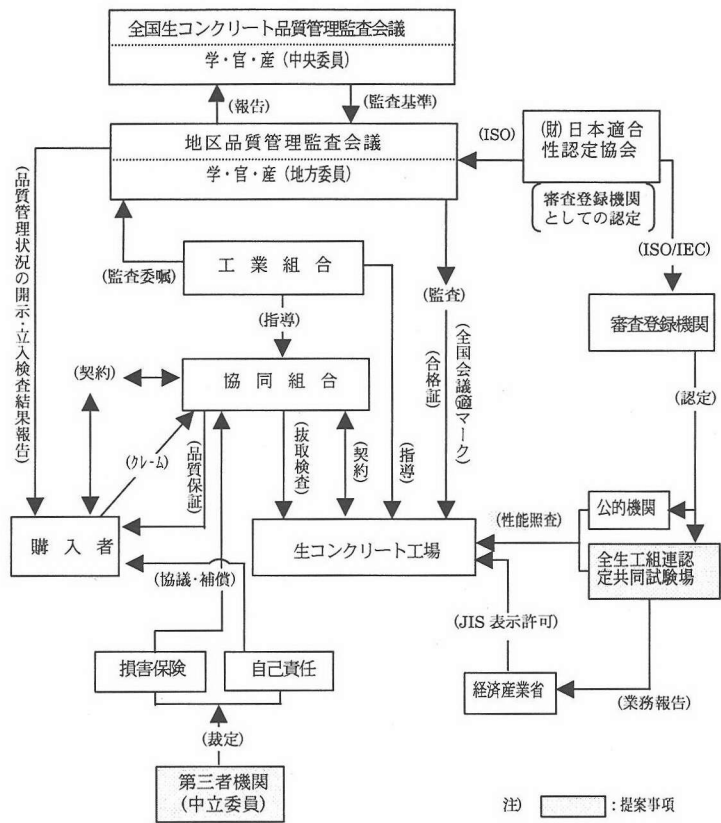 全国生コンクリート品質管理監査会議
学・官・産（中央委員）
(報告)
(監査基準)
地区品質管理監査会議
学・官・産（地方委員）
(ISO)
(財)日本適合
性認定協会
審査登録機関
としての認定
(ISO/IEC)
審査登録機関
(認定)
(品質管理状況の開示・立入検査結果報告)
(監査委嘱)
工業組合
(指導)
(監査)
(合格証)
(全国会議㊜マーク)
(契約)
協同組合
(クレーム)
(品質保証)
(抜取検査)
(契約)
(指導)
購入者
生コンクリート工場
(性能照査)
公的機関
全生工組連認
定共同試験場
(協議・補償)
(JIS 表示許可)
損害保険
自己責任
経済産業省
(業務報告)
(裁定)
第三者機関
(中立委員)
注)
：提案事項